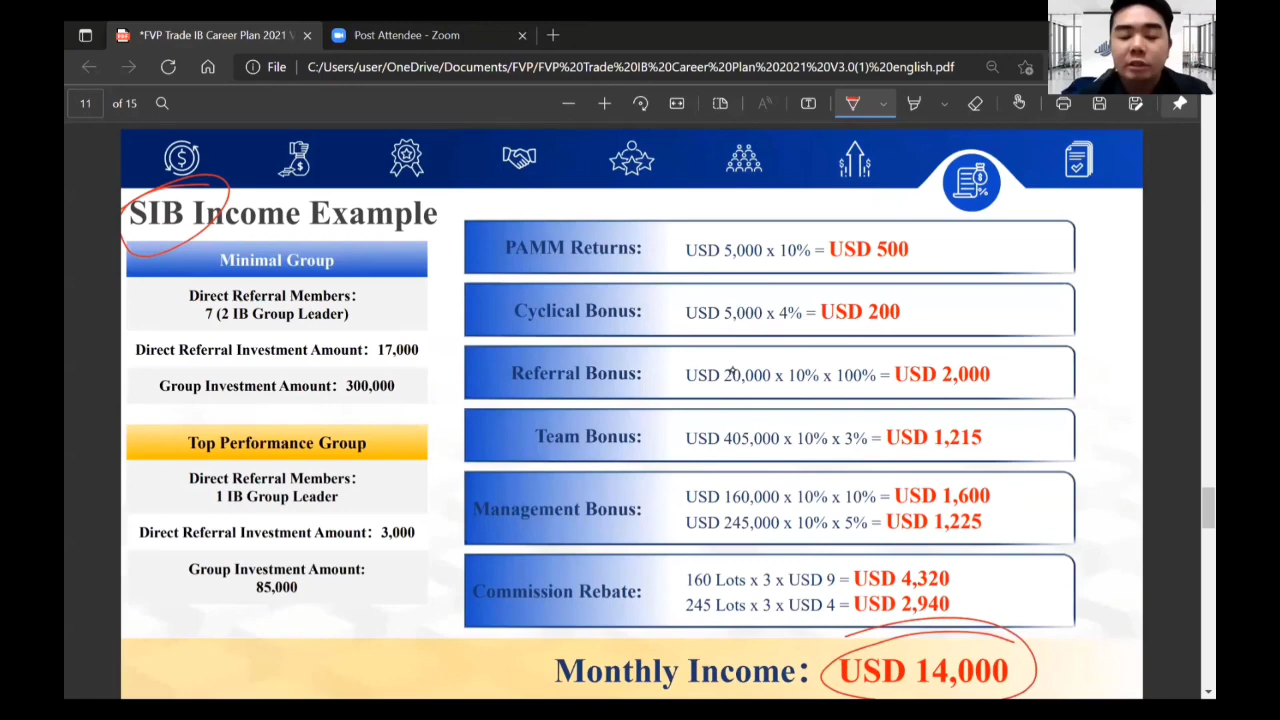 *FVP Trade IB Career Plan 2021 V
Post Attendee - Zoom
File
C:/Users/user/OneDrive/Documents/FVP/FVP%20Trade%20IB%20Career%20Plan%202021%20V3.0(1)%20english.pdf
11 of 15
SIB Income Example
Minimal Group
Direct Referral Members:
7 (2 IB Group Leader)
Direct Referral Investment Amount: 17,000
Group Investment Amount: 300,000
Top Performance Group
Direct Referral Members:
1 IB Group Leader
Direct Referral Investment Amount: 3,000
Group Investment Amount:
85,000
PAMM Returns: USD 5,000 x 10% = USD 500
Cyclical Bonus: USD 5,000 x 4% = USD 200
Referral Bonus: USD 20,000 x 10% x 100% = USD 2,000
Team Bonus: USD 405,000 x 10% x 3% = USD 1,215
Management Bonus: USD 160,000 x 10% x 10% = USD 1,600
USD 245,000 x 10% x 5% = USD 1,225
Commission Rebate: 160 Lots x 3 x USD 9 = USD 4,320
245 Lots x 3 x USD 4 = USD 2,940
Monthly Income: USD 14,000